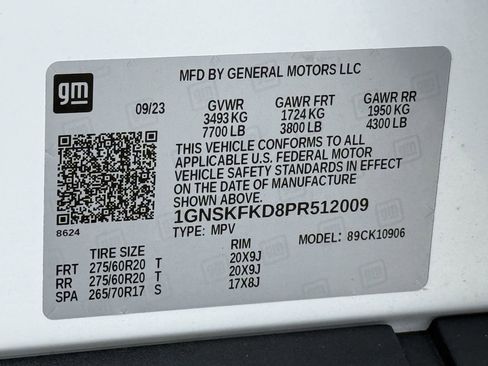 gm
MFD BY GENERAL MOTORS LLC
09/23 GVWR GAWR FRT GAWR RR
3493 KG 1724 KG 1950 KG
7700 LB 3800 LB 4300 LB
THIS VEHICLE CONFORMS TO ALL
APPLICABLE U.S. FEDERAL MOTOR
VEHICLE SAFETY STANDARDS IN EFFECT
ON THE DATE OF MANUFACTURE
SHOWN ABOVE.
8624
1GNSKFKD8PR512009
TYPE: MPV MODEL: 89CK10906
TIRE SIZE RIM
FRT 275/60R20 T 20X9J
RR 275/60R20 T 20X9J
SPA 265/70R17 S 17X8J